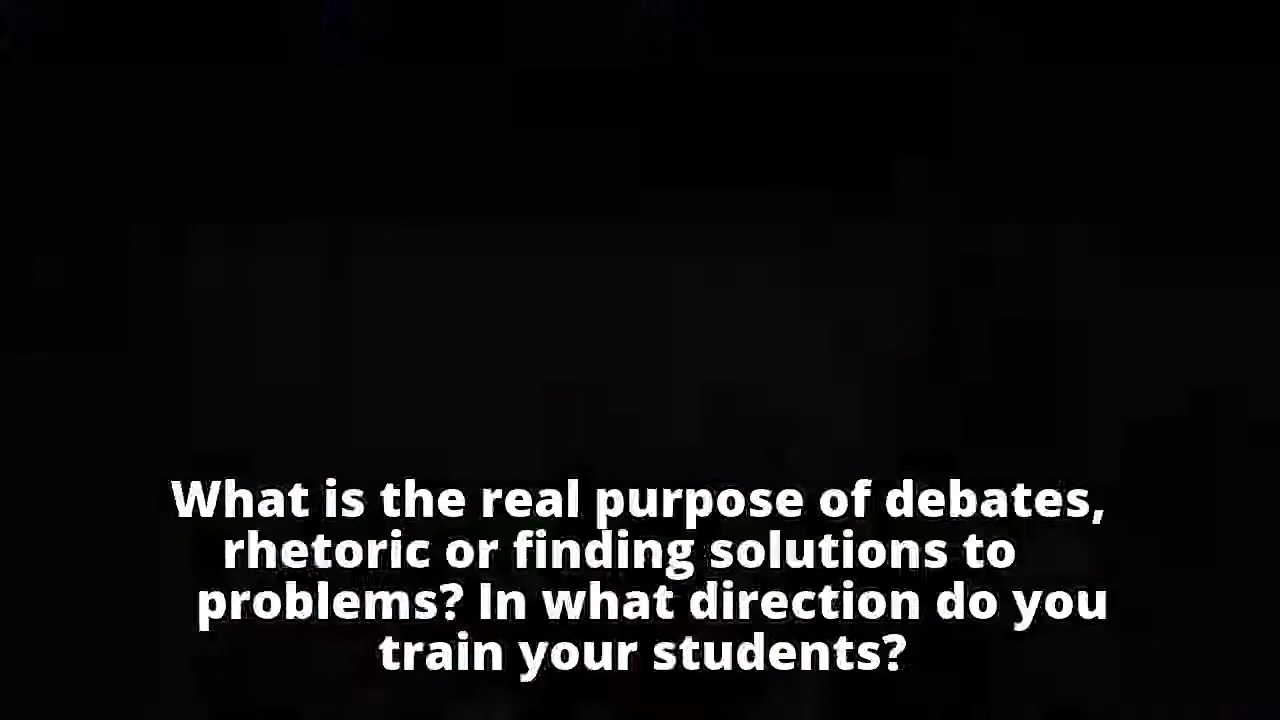 What is the real purpose of debates,
rhetoric or finding solutions to
problems? In what direction do you
train your students?